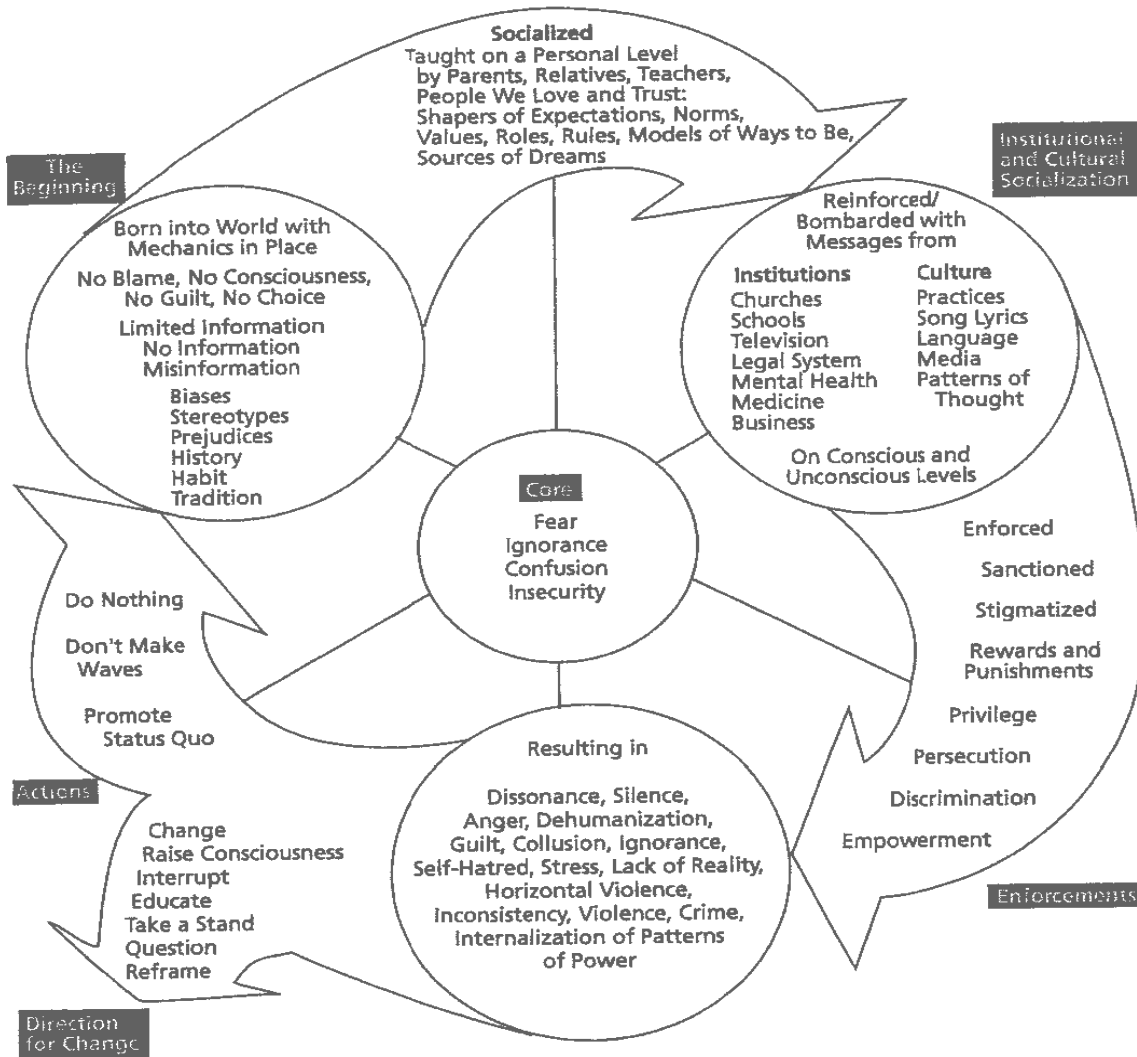 Socialized
Taught on a Personal Level
by Parents, Relatives, Teachers,
People We Love and Trust:
Shapers of Expectations, Norms,
Values, Roles, Rules, Models of Ways to Be,
Sources of Dreams
The
Beginning
Born into World with
Mechanics in Place
No Blame, No Consciousness,
No Guilt, No Choice
Limited Information
No Information
Misinformation
Biases
Stereotypes
Prejudices
History
Habit
Tradition
Institutional
and Cultural
Socialization
Reinforced/
Bombarded with
Messages from
Institutions
Churches
Schools
Television
Legal System
Mental Health
Medicine
Business
Culture
Practices
Song Lyrics
Language
Media
Patterns of
Thought
On Conscious and
Unconscious Levels
Core
Fear
Ignorance
Confusion
Insecurity
Enforced
Sanctioned
Stigmatized
Rewards and
Punishments
Privilege
Persecution
Discrimination
Empowerment
Enforcements
Resulting in
Dissonance, Silence,
Anger, Dehumanization,
Guilt, Collusion, Ignorance,
Self-Hatred, Stress, Lack of Reality,
Horizontal Violence,
Inconsistency, Violence, Crime,
Internalization of Patterns
of Power
Do Nothing
Don't Make
Waves
Promote
Status Quo
Actions
Change
Raise Consciousness
Interrupt
Educate
Take a Stand
Question
Reframe
Direction
for Change